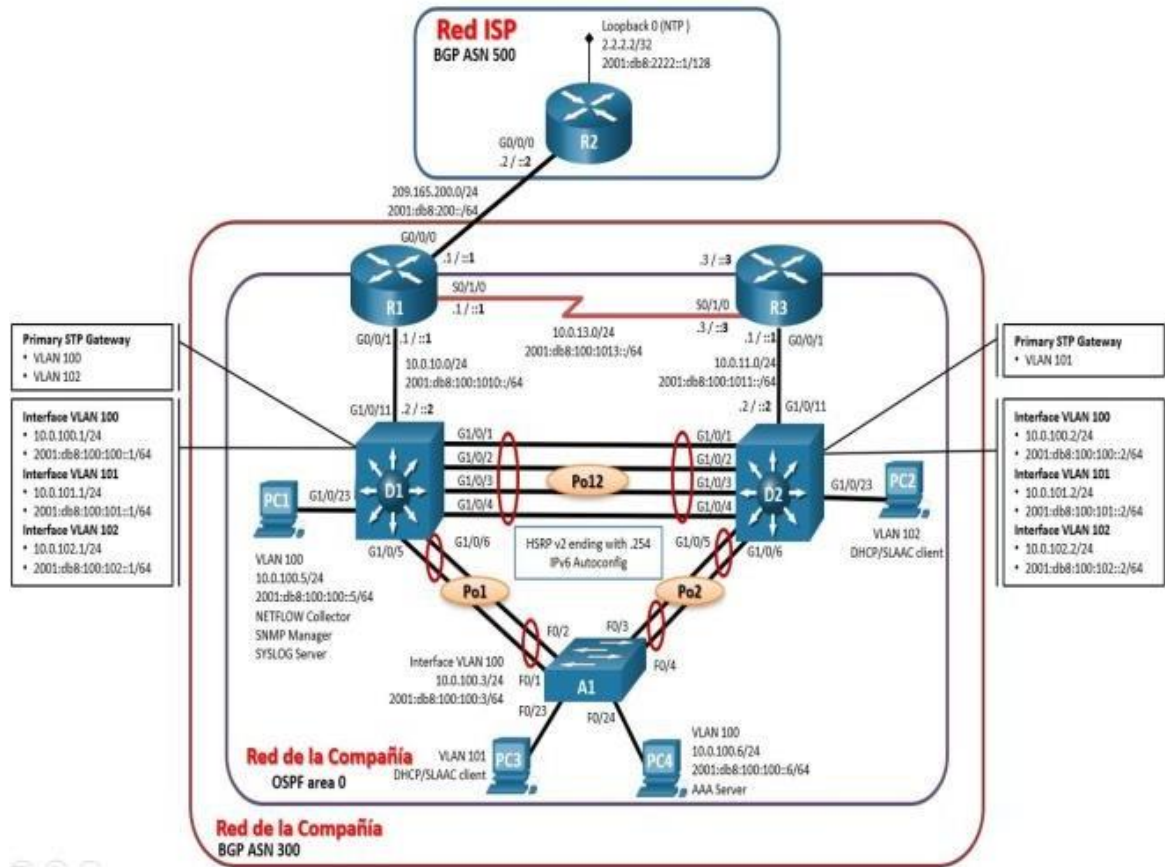 Red ISP
BGP ASN 500
Loopback 0 (NTP )
2.2.2.2/32
2001:db8:2222::1/128
R2
G0/0/0
.2 / ::2
209.165.200.0/24
2001:db8:200::/64
G0/0/0
.1 / ::1
R1
S0/1/0
.1 / ::1
.3 / ::3
R3
S0/1/0
.3 / ::3
10.0.13.0/24
2001:db8:100:1013::/64
G0/0/1
.1 / ::1
10.0.10.0/24
2001:db8:100:1010::/64
.1 / ::1
G0/0/1
10.0.11.0/24
2001:db8:100:1011::/64
Primary STP Gateway
• VLAN 100
• VLAN 102
Primary STP Gateway
• VLAN 101
Interface VLAN 100
• 10.0.100.1/24
• 2001:db8:100:100::1/64
Interface VLAN 101
• 10.0.101.1/24
• 2001:db8:100:101::1/64
Interface VLAN 102
• 10.0.102.1/24
• 2001:db8:100:102::1/64
Interface VLAN 100
• 10.0.100.2/24
• 2001:db8:100:100::2/64
Interface VLAN 101
• 10.0.101.2/24
• 2001:db8:100:101::2/64
Interface VLAN 102
• 10.0.102.2/24
• 2001:db8:100:102::2/64
G1/0/11
.2 / ::2
.2 / ::2
G1/0/11
G1/0/1
G1/0/2
G1/0/3
G1/0/4
G1/0/1
G1/0/2
G1/0/3
G1/0/4
Po12
D1
D2
PC1
G1/0/23
G1/0/23
PC2
VLAN 102
DHCP/SLAAC client
G1/0/5
G1/0/6
HSRP v2 ending with .254
IPv6 Autoconfig
G1/0/5
G1/0/6
VLAN 100
10.0.100.5/24
2001:db8:100:100::5/64
NETFLOW Collector
SNMP Manager
SYSLOG Server
Po1
Po2
F0/2
F0/3
F0/1
F0/4
Interface VLAN 100
10.0.100.3/24
2001:db8:100:100:3/64
A1
F0/23
F0/24
PC3
VLAN 101
DHCP/SLAAC client
PC4
VLAN 100
10.0.100.6/24
2001:db8:100:100::6/64
AAA Server
Red de la Compañía
OSPF area 0
Red de la Compañía
BGP ASN 300